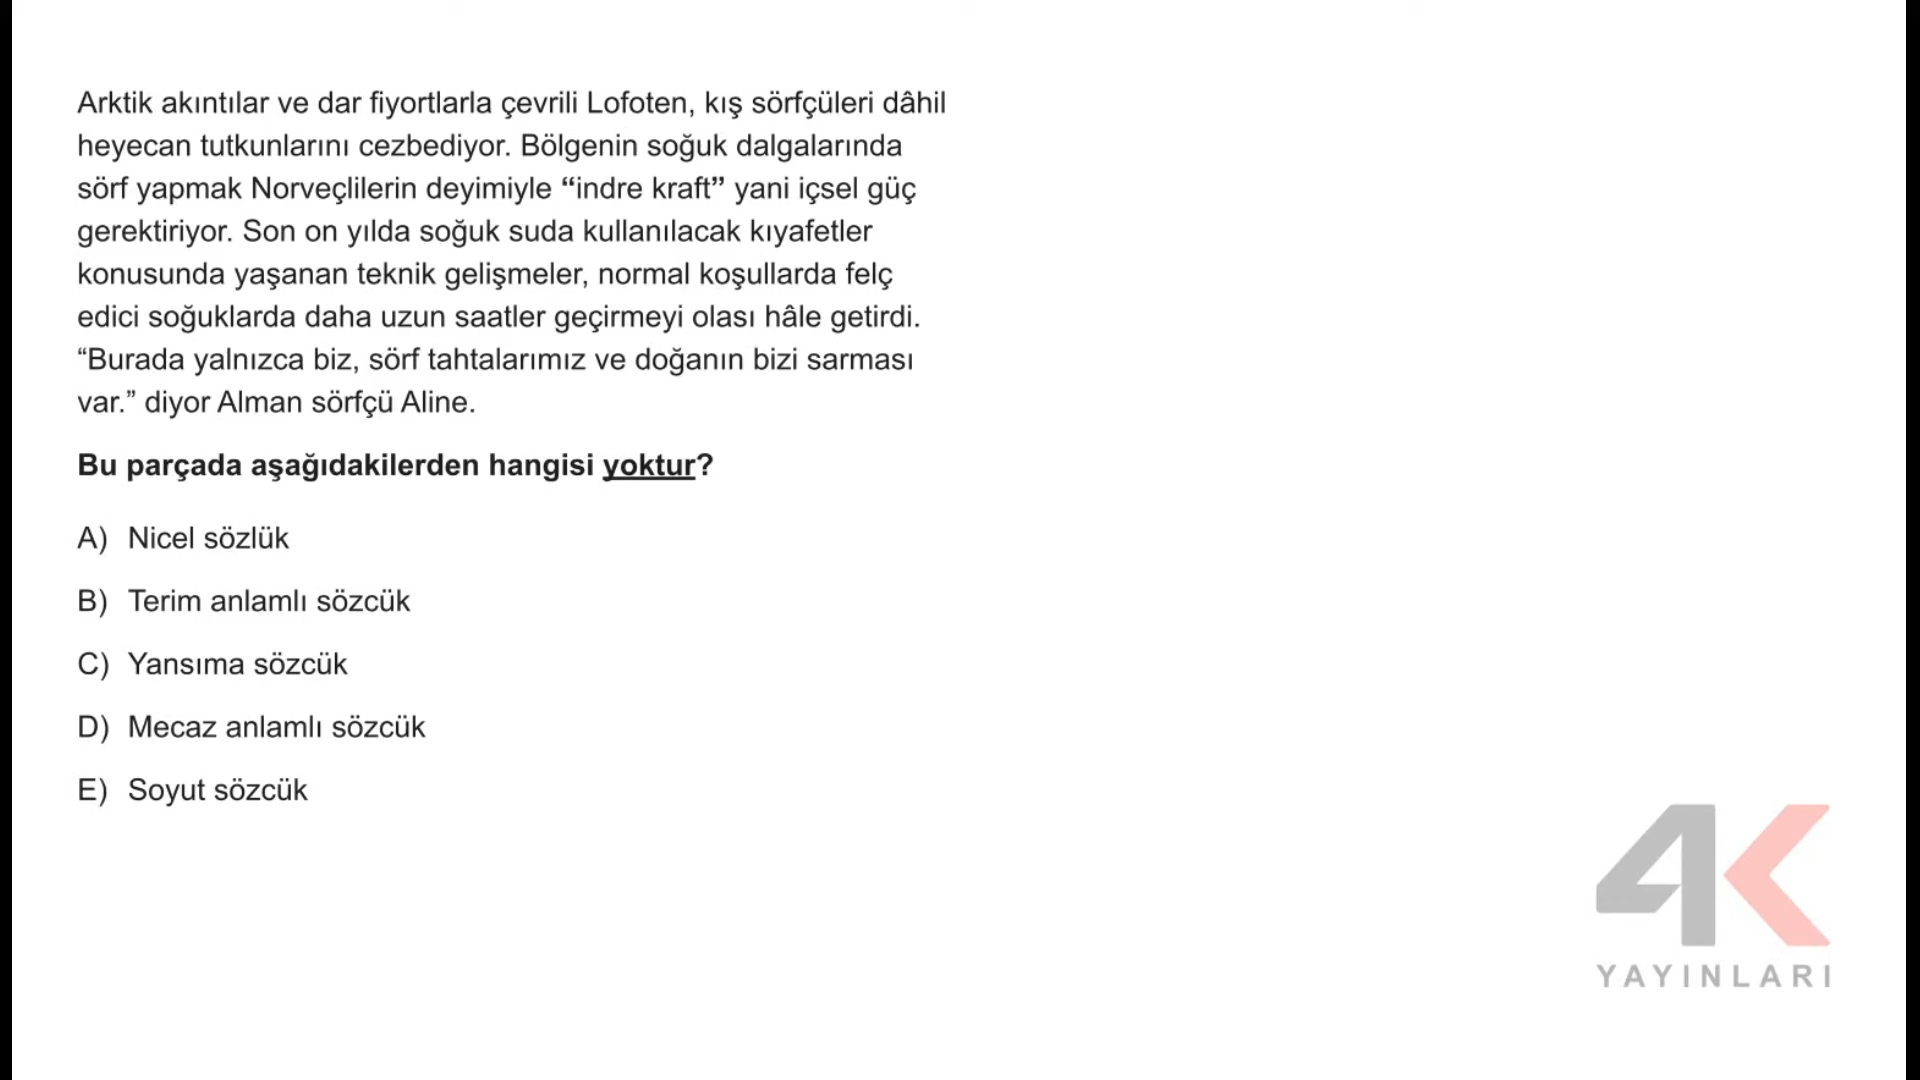 Arktik akıntılar ve dar fiyortlarla çevrili Lofoten, kış sörfçüleri dâhil
heyecan tutkunlarını cezbediyor. Bölgenin soğuk dalgalarında
sörf yapmak Norveçlilerin deyimiyle “indre kraft” yani içsel güç
gerektiriyor. Son on yılda soğuk suda kullanılacak kıyafetler
konusunda yaşanan teknik gelişmeler, normal koşullarda felç
edici soğuklarda daha uzun saatler geçirmeyi olası hâle getirdi.
“Burada yalnızca biz, sörf tahtalarımız ve doğanın bizi sarması
var.” diyor Alman sörfçü Aline.
Bu parçada aşağıdakilerden hangisi yoktur?
A) Nicel sözlük
B) Terim anlamlı sözcük
C) Yansıma sözcük
D) Mecaz anlamlı sözcük
E) Soyut sözcük
4K
YAYINLARI